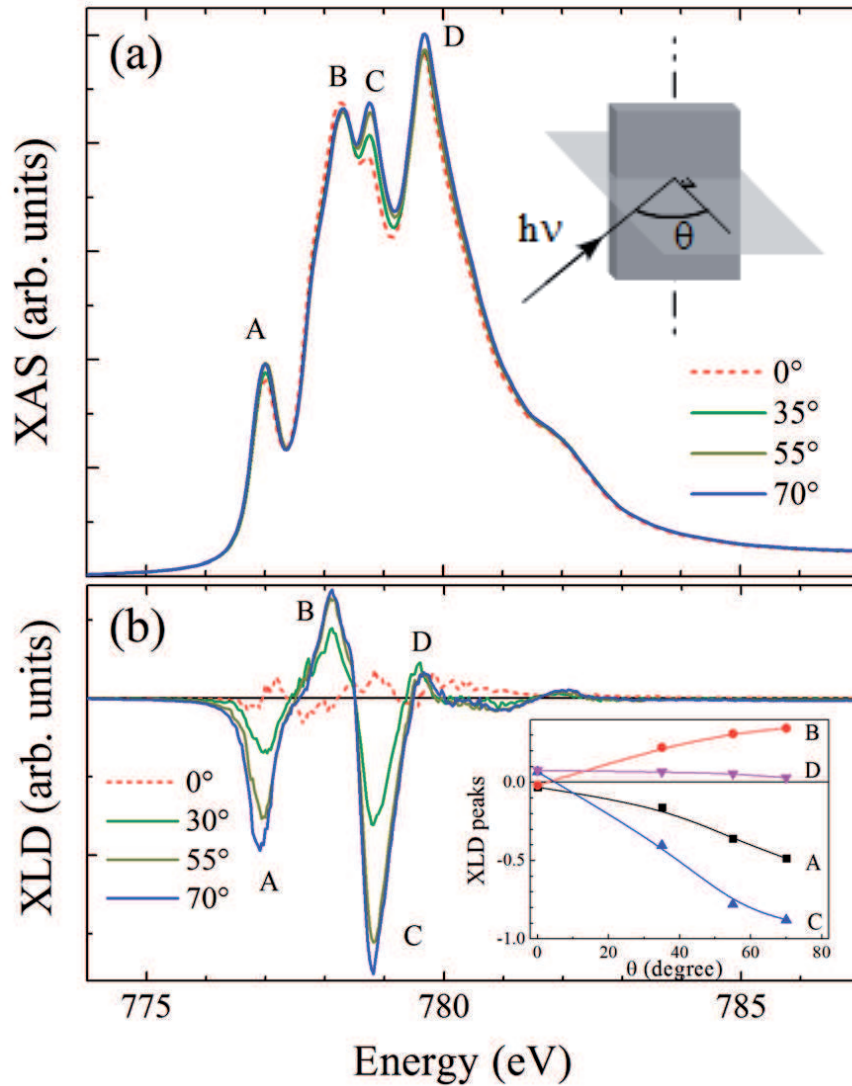 (a)
A
B
C
D
hν
θ
XAS (arb. units)
0°
35°
55°
70°
(b)
A
B
C
D
XLD (arb. units)
0°
30°
55°
70°
XLD peaks
0.0
-0.5
-1.0
B
D
A
C
0 20 40 60 80
θ (degree)
775 780 785
Energy (eV)